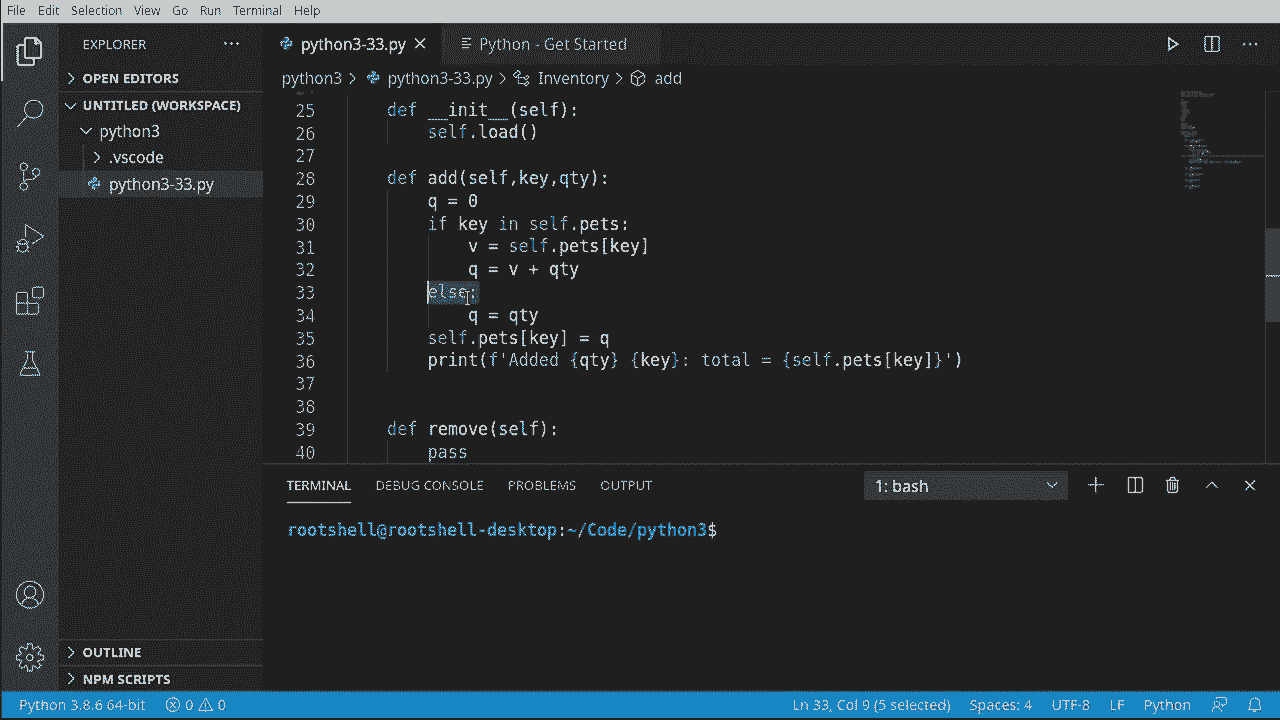 File Edit Selection View Go Run Terminal Help
EXPLORER
OPEN EDITORS
UNTITLED (WORKSPACE)
python3
.vscode
python3-33.py
OUTLINE
NPM SCRIPTS
python3-33.py Python - Get Started
python3 > python3-33.py > Inventory > add
25 def __init__(self):
26 self.load()
27
28 def add(self,key,qty):
29 q = 0
30 if key in self.pets:
31 v = self.pets[key]
32 q = v + qty
33 else:
34 q = qty
35 self.pets[key] = q
36 print(f'Added {qty} {key}: total = {self.pets[key]}')
37
38
39 def remove(self):
40 pass
TERMINAL DEBUG CONSOLE PROBLEMS OUTPUT 1: bash
rootshell@rootshell-desktop:~/Code/python3$
Python 3.8.6 64-bit 0 0 Ln 33, Col 9 (5 selected) Spaces: 4 UTF-8 LF Python